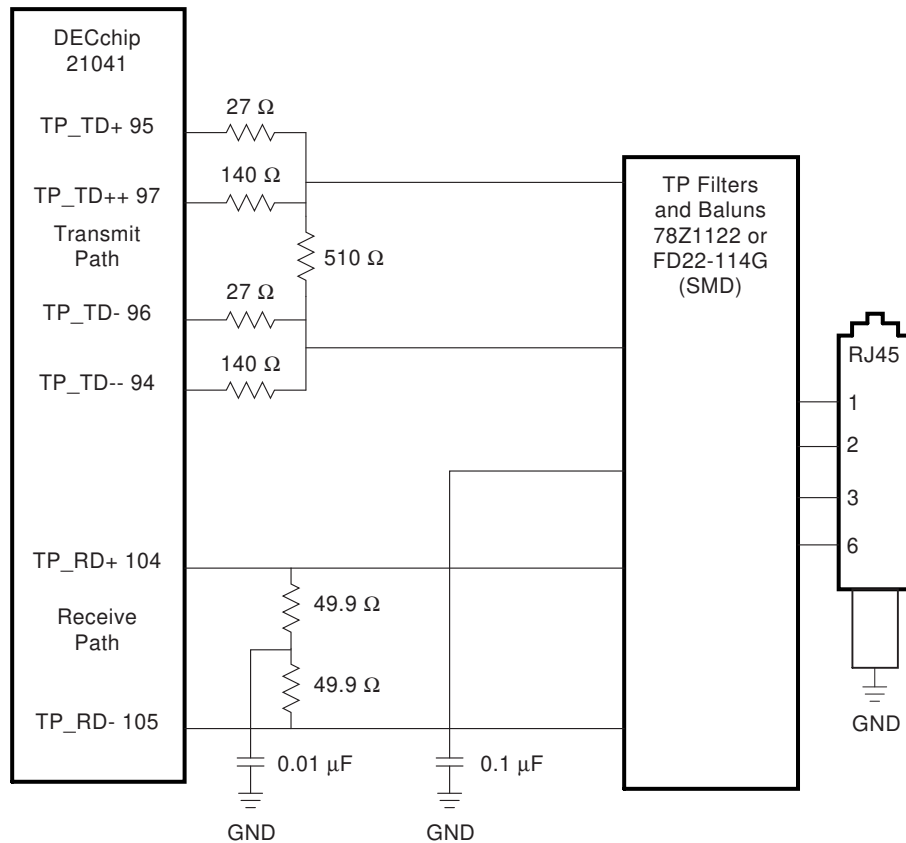 DECchip
21041
TP_TD+ 95
TP_TD++ 97
Transmit
Path
TP_TD- 96
TP_TD-- 94
TP_RD+ 104
Receive
Path
TP_RD- 105
27 Ω
140 Ω
510 Ω
27 Ω
140 Ω
49.9 Ω
49.9 Ω
0.01 μF
GND
0.1 μF
GND
TP Filters
and Baluns
78Z1122 or
FD22-114G
(SMD)
RJ45
1
2
3
6
GND